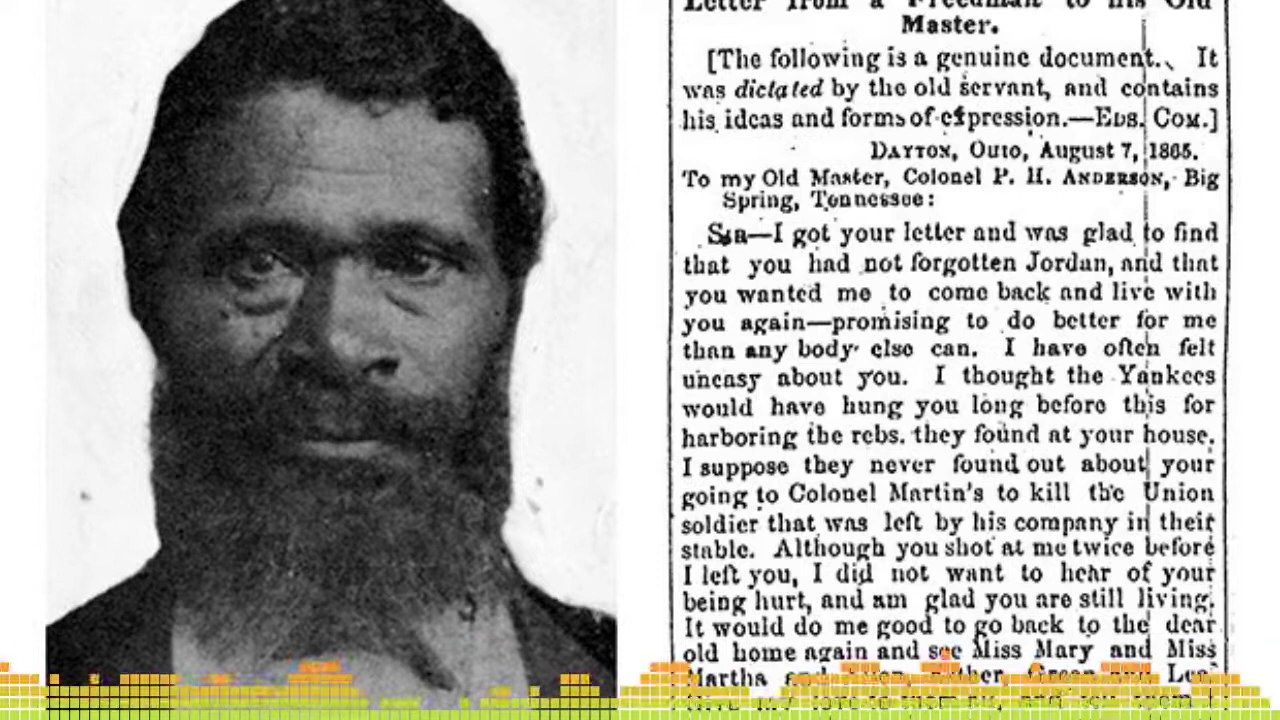 Letter from a Freedman to his Old
Master.
[The following is a genuine document. It
was dictated by the old servant, and contains
his ideas and forms of expression.—EDS. COM.]
DAYTON, OHIO, August 7, 1865.
To my Old Master, Colonel P. H. ANDERSON, Big
Spring, Tennessee:
SIR—I got your letter and was glad to find
that you had not forgotten Jordan, and that
you wanted me to come back and live with
you again—promising to do better for me
than any body else can. I have often felt
uneasy about you. I thought the Yankees
would have hung you long before this for
harboring the rebs. they found at your house.
I suppose they never found out about your
going to Colonel Martin's to kill the Union
soldier that was left by his company in their
stable. Although you shot at me twice before
I left you, I did not want to hear of your
being hurt, and am glad you are still living.
It would do me good to go back to the dear
old home again and see Miss Mary and Miss
Martha and